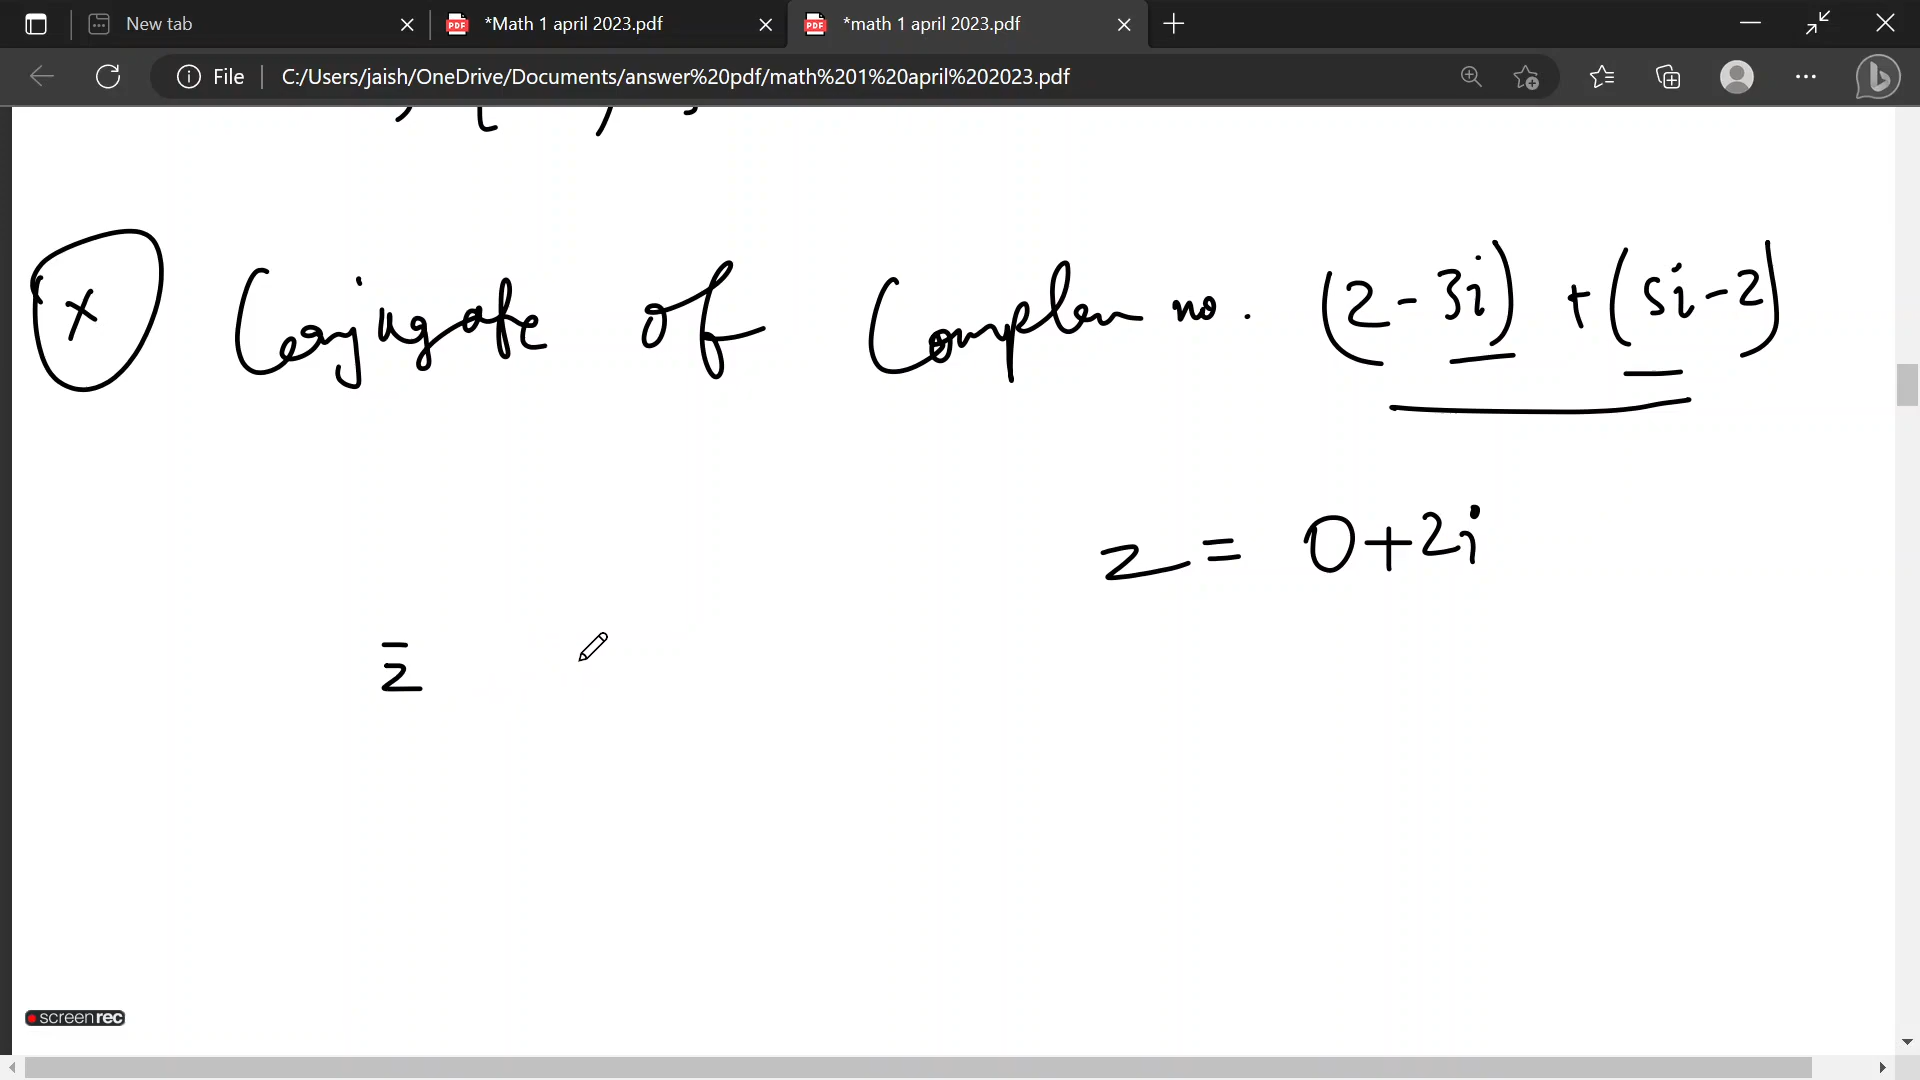 New tab *Math 1 april 2023.pdf *math 1 april 2023.pdf
File C:/Users/jaish/OneDrive/Documents/answer%20pdf/math%201%20april%202023.pdf
x Conjugate of Complex no. (2-3i) + (5i-2)
z = 0+2i
z̄
screenrec